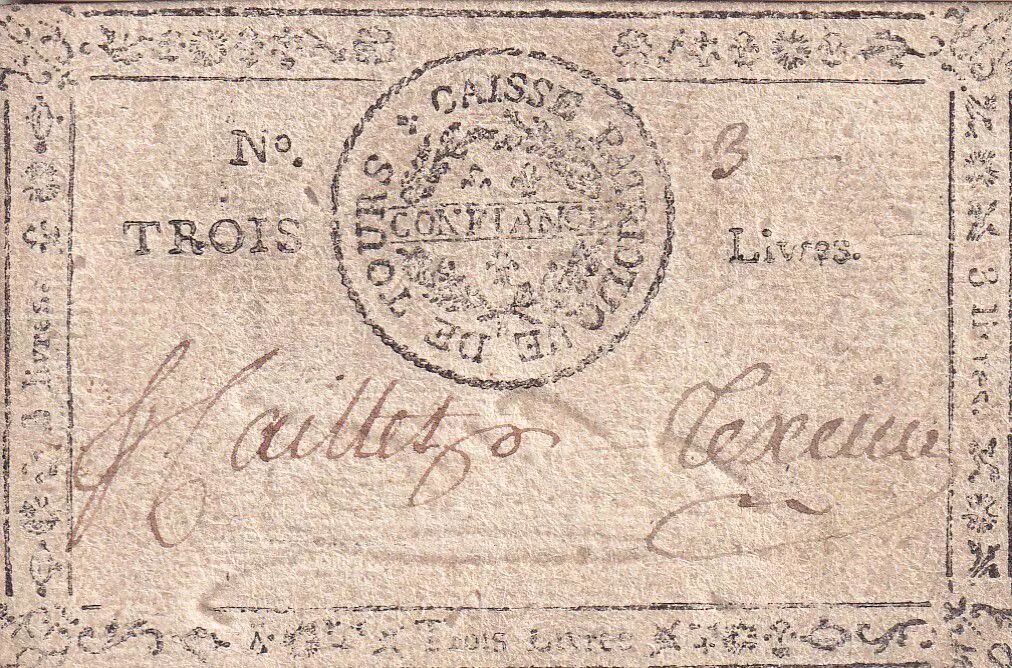 CAISSE PATRIOTIQUE DE TOURS
CONFIANCE
No. 3
TROIS Livres.
3 livres.
3 livres.
Trois Livres